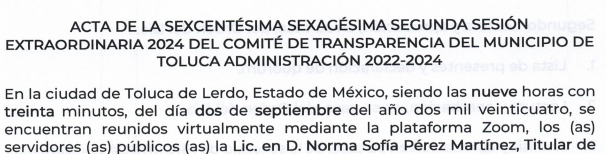 ACTA DE LA SEXCENTÉSIMA SEXAGÉSIMA SEGUNDA SESIÓN
EXTRAORDINARIA 2024 DEL COMITÉ DE TRANSPARENCIA DEL MUNICIPIO DE
TOLUCA ADMINISTRACIÓN 2022-2024
En la ciudad de Toluca de Lerdo, Estado de México, siendo las nueve horas con
treinta minutos, del día dos de septiembre del año dos mil veinticuatro, se
encuentran reunidos virtualmente mediante la plataforma Zoom, los (as)
servidores (as) públicos (as) la Lic. en D. Norma Sofía Pérez Martínez, Titular de